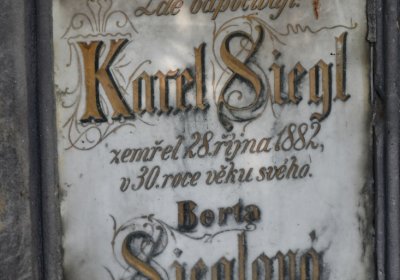 Zde odpočívají:
Karel Siegl
zemřel 28. října 1882,
v 30. roce věku svého.
Berta
Sieglová